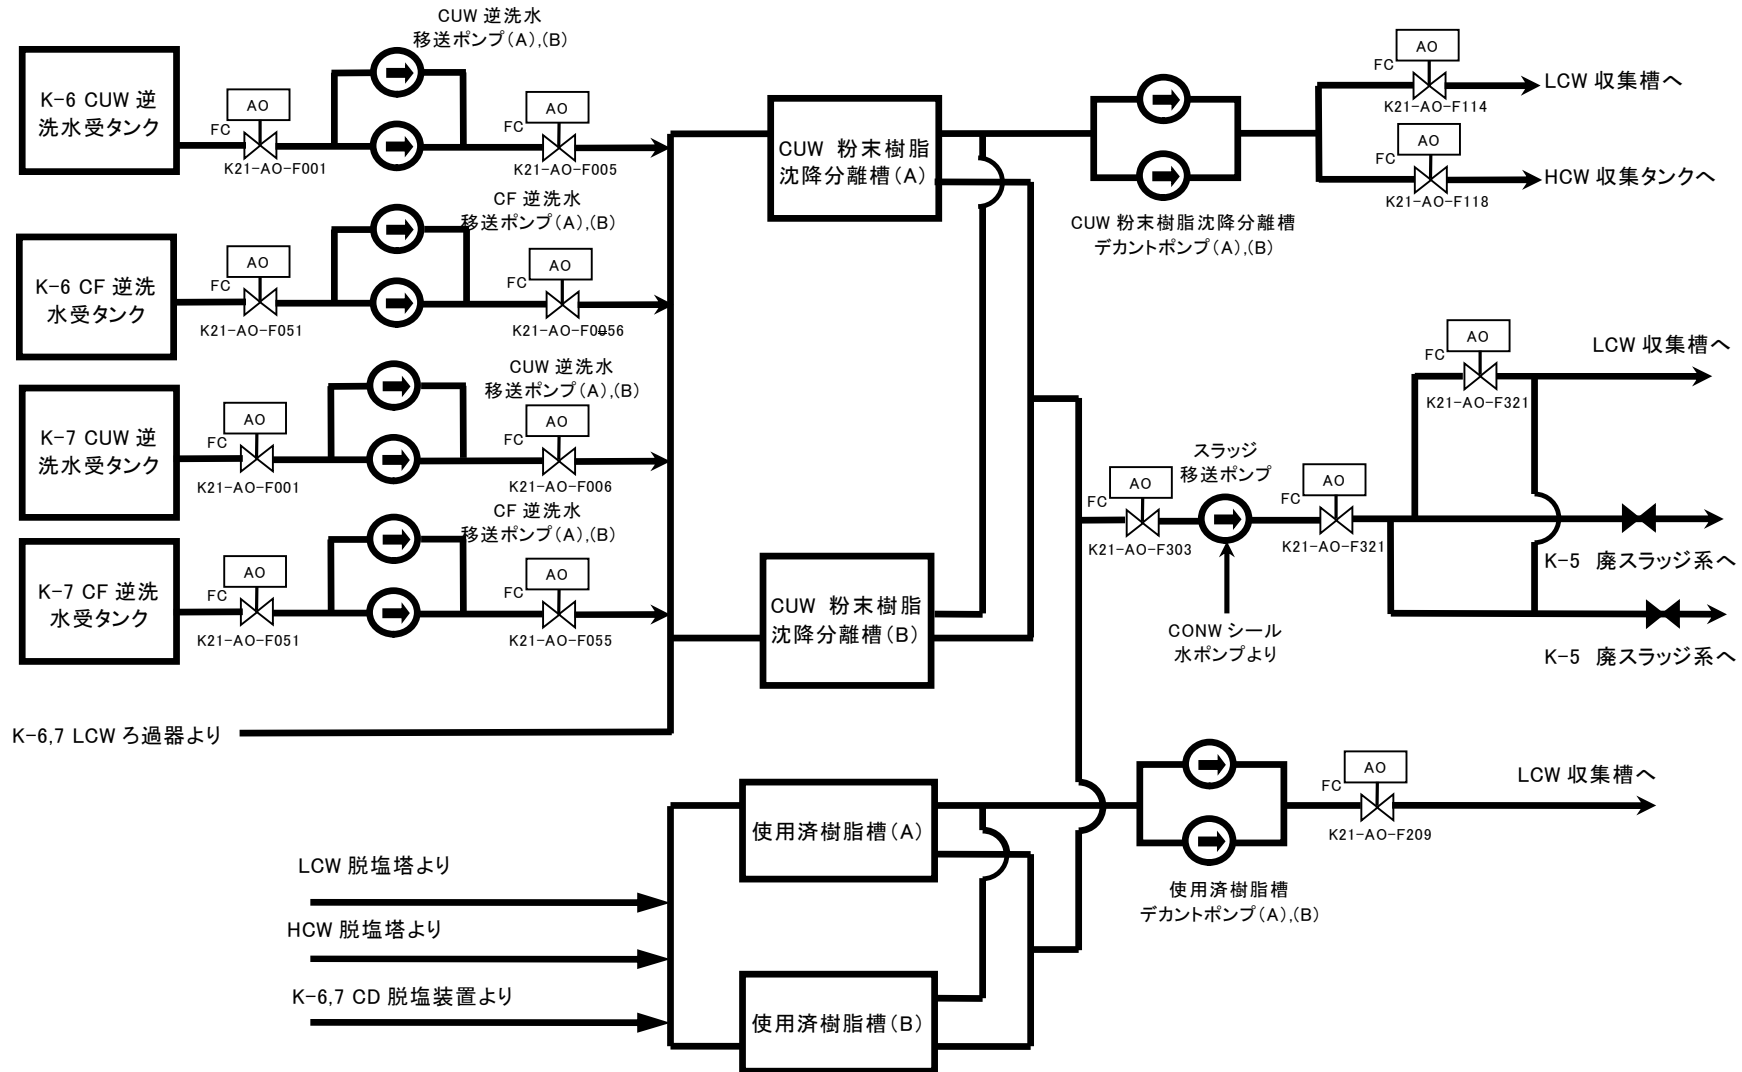 CUW 逆洗水
移送ポンプ(A),(B)
K-6 CUW 逆
洗水受タンク
AO
FC
K21-AO-F001
AO
FC
K21-AO-F005
CF 逆洗水
移送ポンプ(A),(B)
K-6 CF 逆洗
水受タンク
AO
FC
K21-AO-F051
AO
FC
K21-AO-F0056
CUW 逆洗水
移送ポンプ(A),(B)
K-7 CUW 逆
洗水受タンク
AO
FC
K21-AO-F001
AO
FC
K21-AO-F006
CF 逆洗水
移送ポンプ(A),(B)
K-7 CF 逆洗
水受タンク
AO
FC
K21-AO-F051
AO
FC
K21-AO-F055
K-6,7 LCW ろ過器より
CUW 粉末樹脂
沈降分離槽(A)
CUW 粉末樹脂
沈降分離槽(B)
CUW 粉末樹脂沈降分離槽
デカントポンプ(A),(B)
AO
FC
K21-AO-F114
LCW 収集槽へ
AO
FC
K21-AO-F118
HCW 収集タンクへ
AO
FC
K21-AO-F303
スラッジ
移送ポンプ
CONW シール
水ポンプより
AO
FC
K21-AO-F321
AO
FC
K21-AO-F321
LCW 収集槽へ
K-5 廃スラッジ系へ
K-5 廃スラッジ系へ
LCW 脱塩塔より
HCW 脱塩塔より
K-6,7 CD 脱塩装置より
使用済樹脂槽(A)
使用済樹脂槽(B)
使用済樹脂槽
デカントポンプ(A),(B)
AO
FC
K21-AO-F209
LCW 収集槽へ